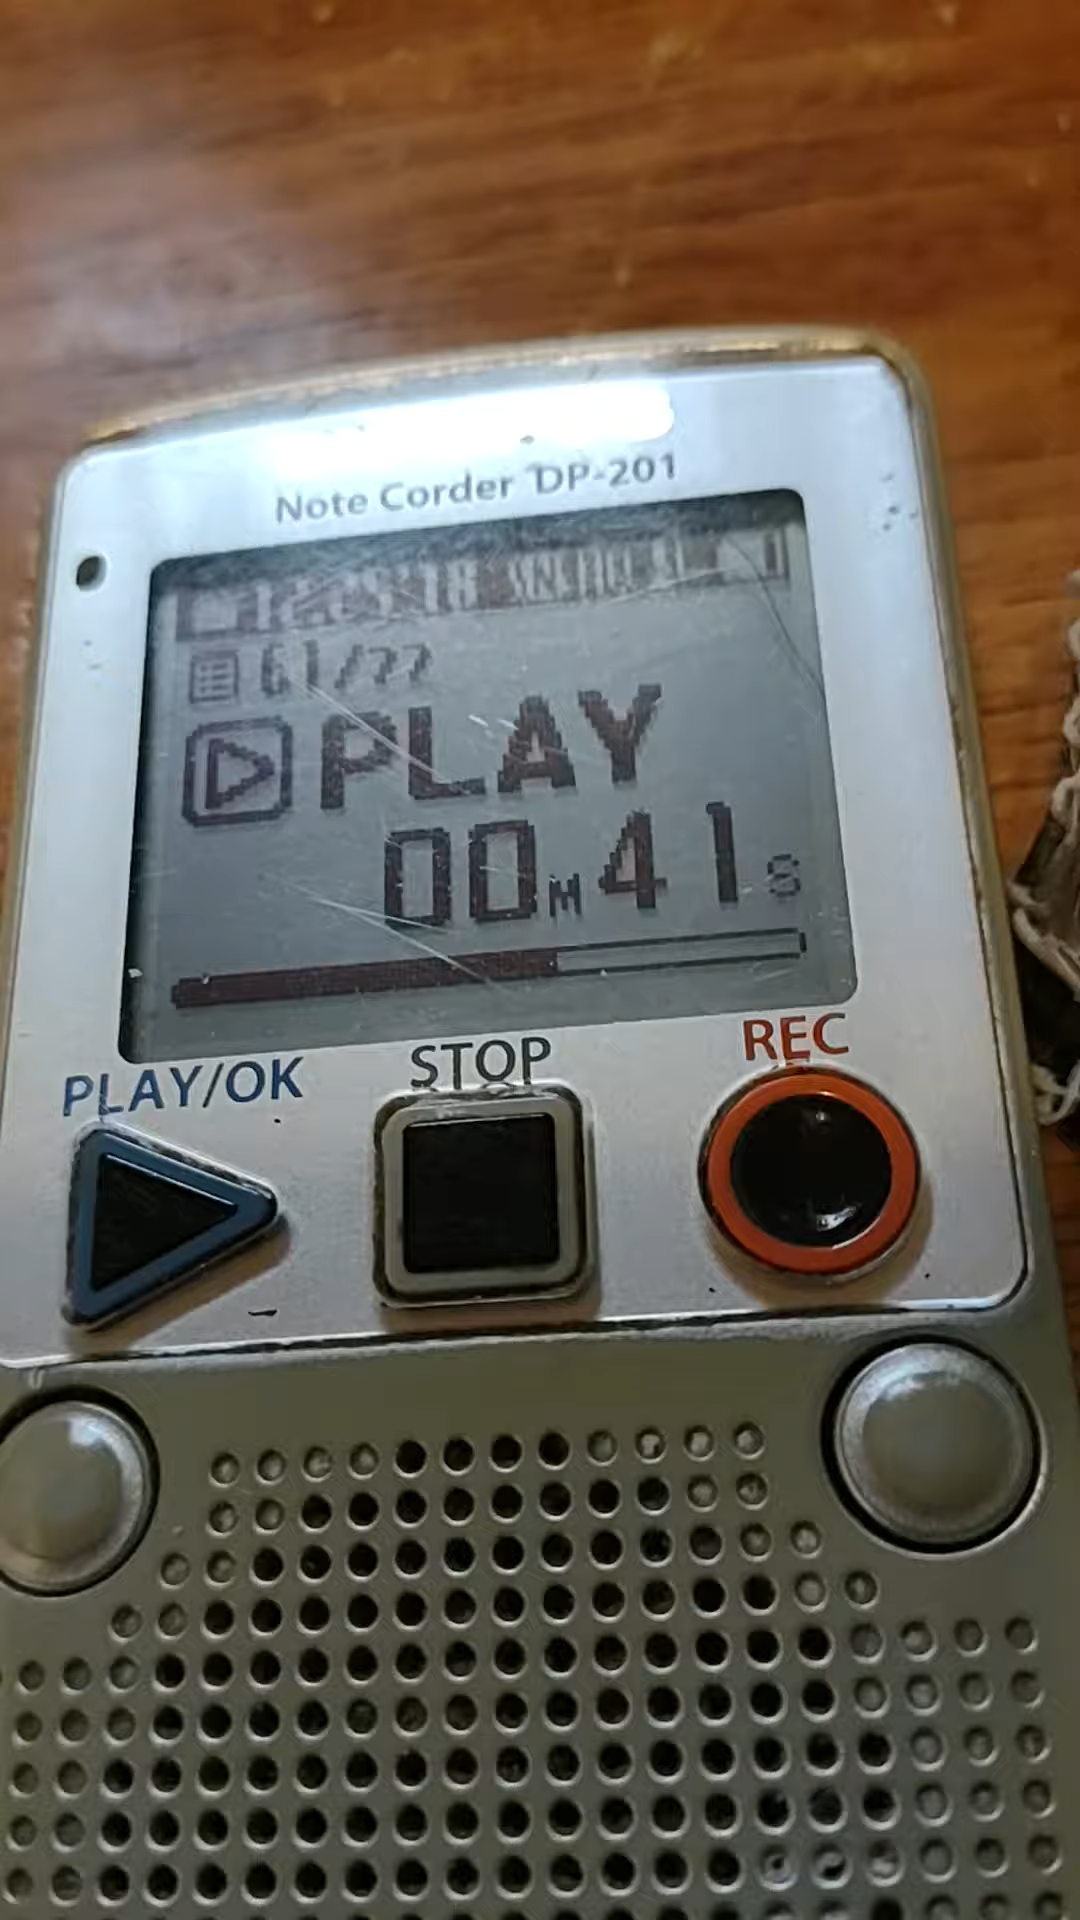 Note Corder DP-201
PLAY
00M41S
PLAY/OK
STOP
REC